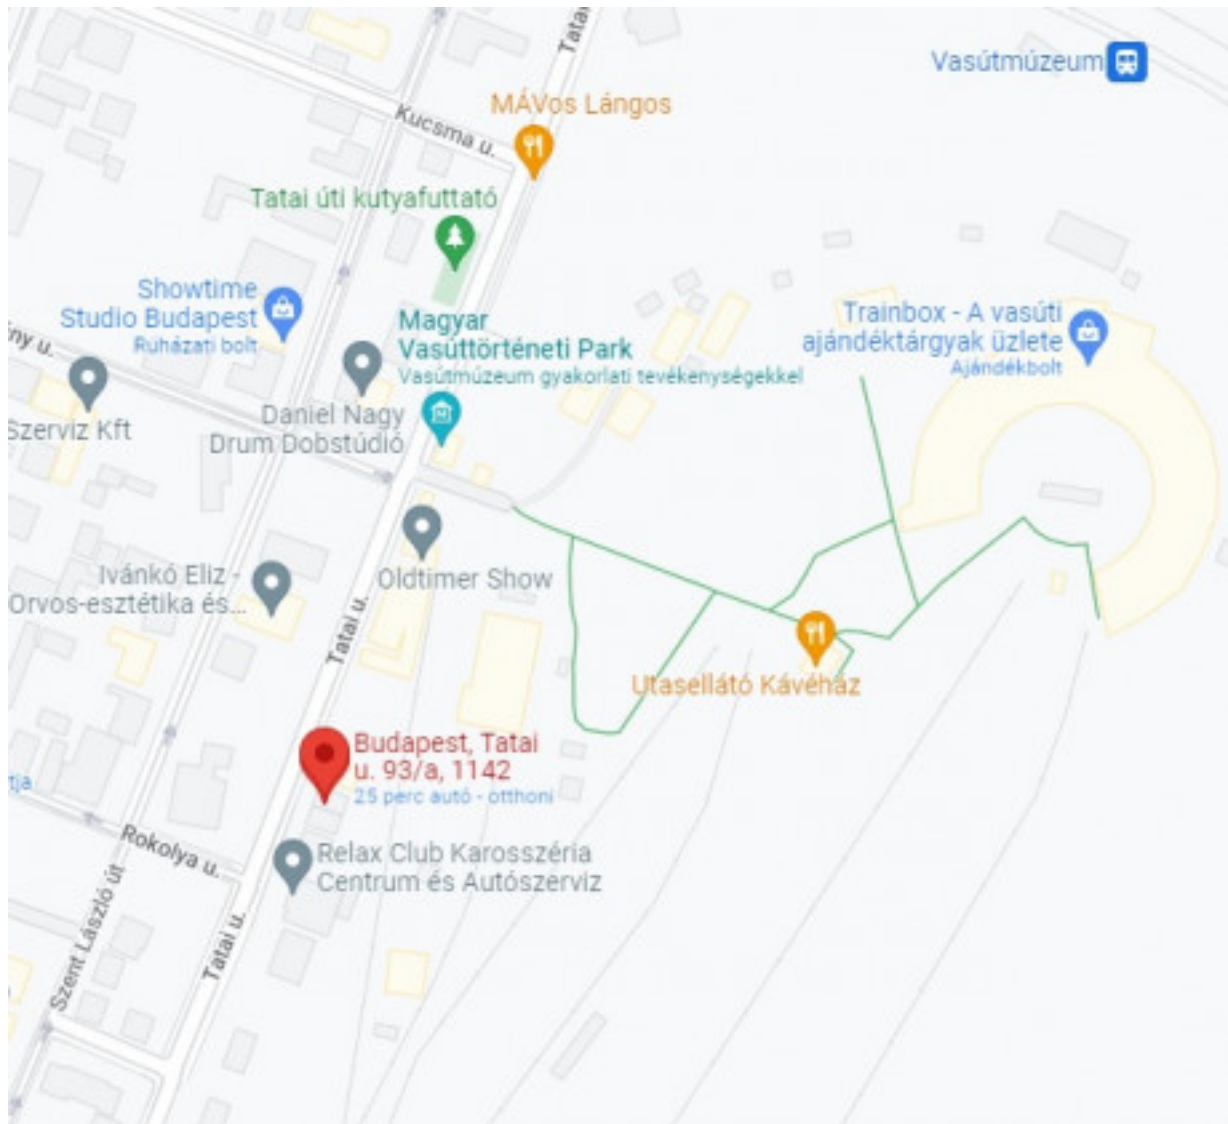 Tatai
Vasútmúzeum
MÁVos Lángos
Kucsma u.
Tatai úti kutyafuttató
Showtime
Studio Budapest
Ruházati bolt
Magyar
Vasúttörténeti Park
Vasútmúzeum gyakorlati tevékenységekkel
Trainbox - A vasúti
ajándéktárgyak üzlete
Ajándékbolt
ny u.
Szerviz Kft
Daniel Nagy
Drum Dobstúdió
Oldtimer Show
Ivánkó Eliz -
Orvos-esztétika és...
Tatai u.
Utasellátó Kávéház
Budapest, Tatai
u. 93/a, 1142
25 perc autó - otthoni
tja
Rokolya u.
Relax Club Karosszéria
Centrum és Autószerviz
Szent László út
Tatai u.